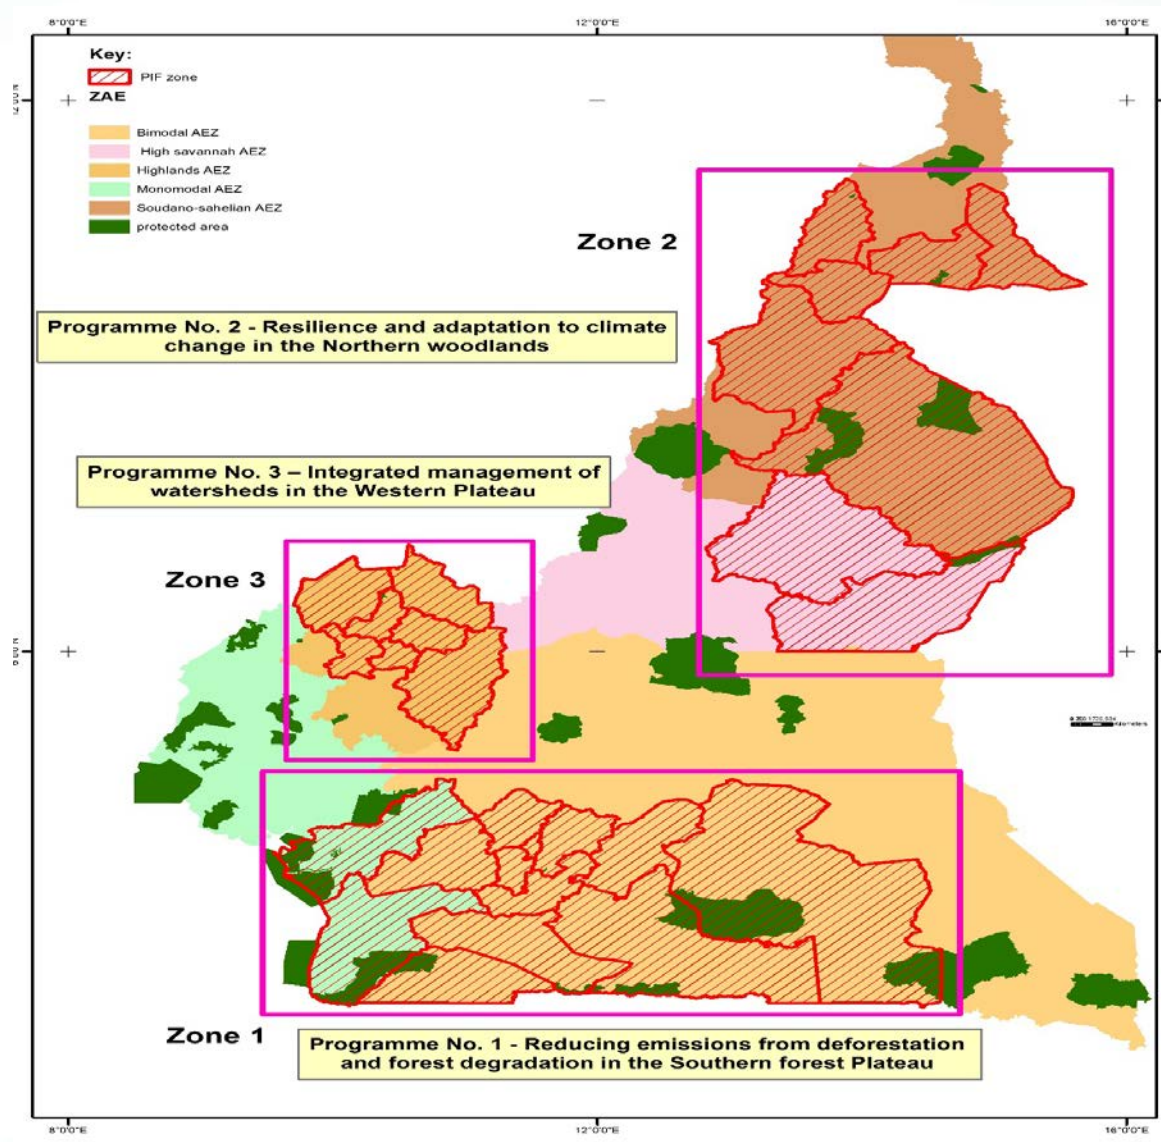 8°0'0"E 12°0'0"E 16°0'0"E
Key:
PIF zone
ZAE
Bimodal AEZ
High savannah AEZ
Highlands AEZ
Monomodal AEZ
Soudano-sahelian AEZ
protected area
Zone 2
Programme No. 2 - Resilience and adaptation to climate
change in the Northern woodlands
Programme No. 3 – Integrated management of
watersheds in the Western Plateau
Zone 3
Zone 1
Programme No. 1 - Reducing emissions from deforestation
and forest degradation in the Southern forest Plateau
8°0'0"E 12°0'0"E 16°0'0"E